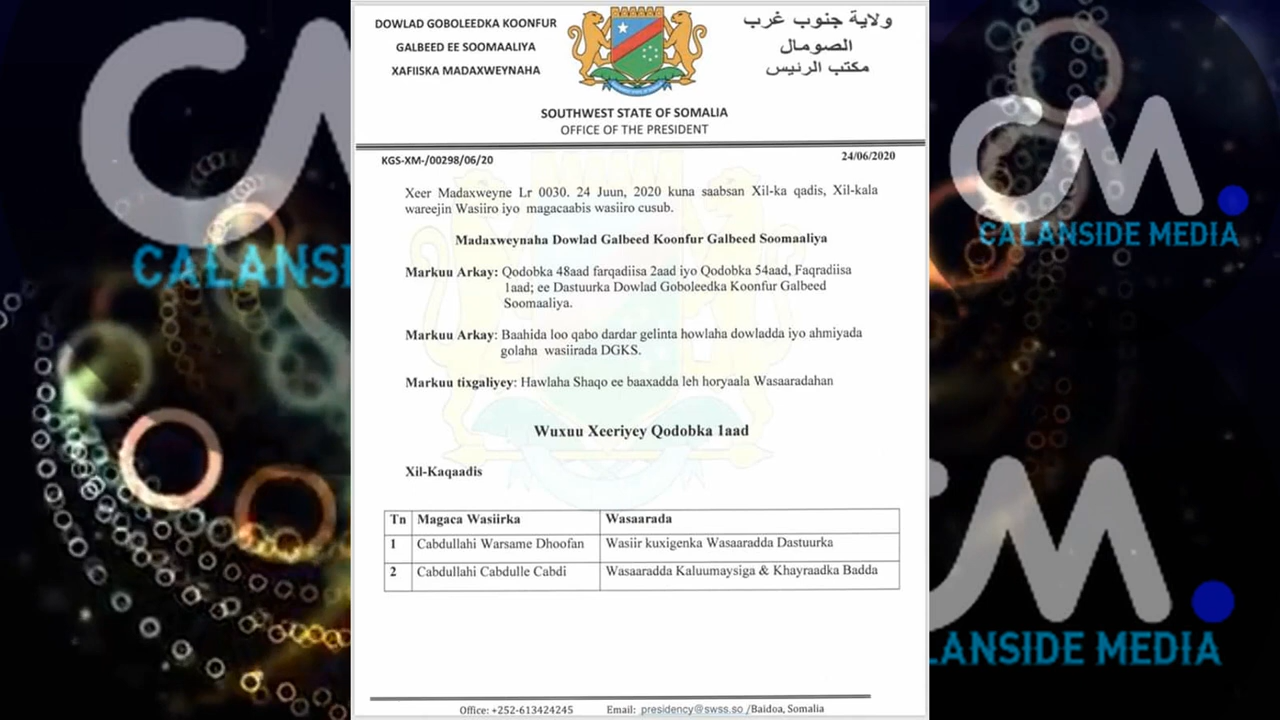 DOWLAD GOBOLEEDKA KOONFUR
GALBEED EE SOOMAALIYA
XAFIISKA MADAXWEYNAHA
ولاية جنوب غرب
الصومال
مكتب الرئيس
SOUTHWEST STATE OF SOMALIA
OFFICE OF THE PRESIDENT
KGS-XM-/00298/06/20
24/06/2020
Xeer Madaxweyne Lr 0030. 24 Juun, 2020 kuna saabsan Xil-ka qadis, Xil-kala
wareejin Wasiiro iyo magacaabis wasiiro cusub.
Madaxweynaha Dowlad Galbeed Koonfur Galbeed Soomaaliya
Markuu Arkay: Qodobka 48aad farqadiisa 2aad iyo Qodobka 54aad, Faqradiisa
1aad; ee Dastuurka Dowlad Goboleedka Koonfur Galbeed
Soomaaliya.
Markuu Arkay: Baahida loo qabo dardar gelinta howlaha dowladda iyo ahmiyada
golaha wasiirada DGKS.
Markuu tixgaliyey: Hawlaha Shaqo ee baaxadda leh horyaala Wasaaradahan
Wuxuu Xeeriyey Qodobka 1aad
Xil-Kaqaadis
Tn Magaca Wasiirka Wasaarada
1 Cabdullahi Warsame Dhoofan Wasiir kuxigenka Wasaaradda Dastuurka
2 Cabdullahi Cabdulle Cabdi Wasaaradda Kaluumaysiga & Khayraadka Badda
Office: +252-613424245 Email: presidency@swss.so /Baidoa, Somalia
CM
CALANSI
CM.
CALANSIDE MEDIA
CM.
ALANSIDE MEDIA